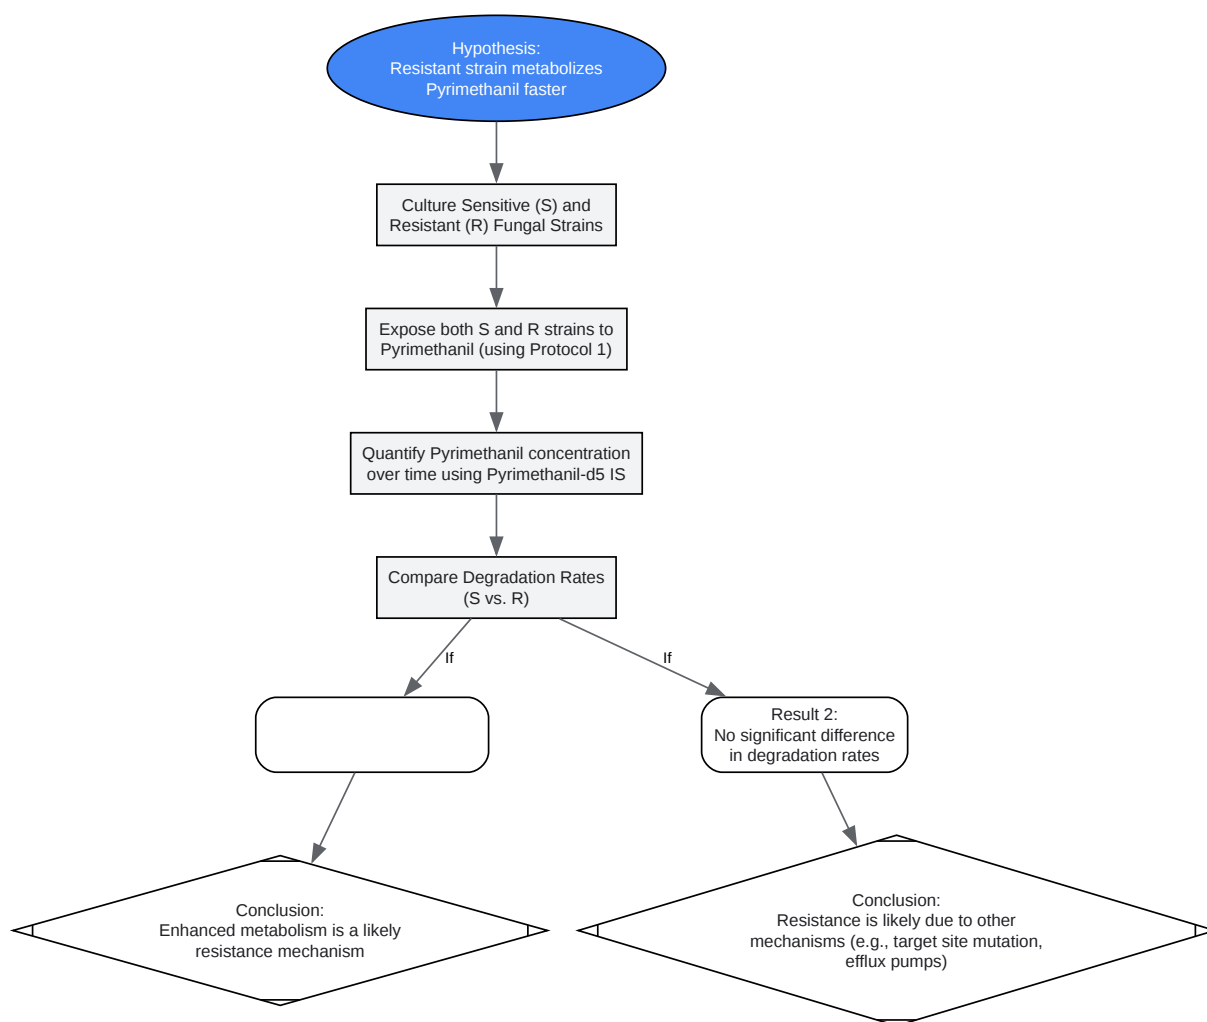 Hypothesis:
Resistant strain metabolizes
Pyrimethanil faster
Culture Sensitive (S) and
Resistant (R) Fungal Strains
Expose both S and R strains to
Pyrimethanil (using Protocol 1)
Quantify Pyrimethanil concentration
over time using Pyrimethanil-d5 IS
Compare Degradation Rates
(S vs. R)
If
If
Result 2:
No significant difference
in degradation rates
Conclusion:
Enhanced metabolism is a likely
resistance mechanism
Conclusion:
Resistance is likely due to other
mechanisms (e.g., target site mutation,
efflux pumps)